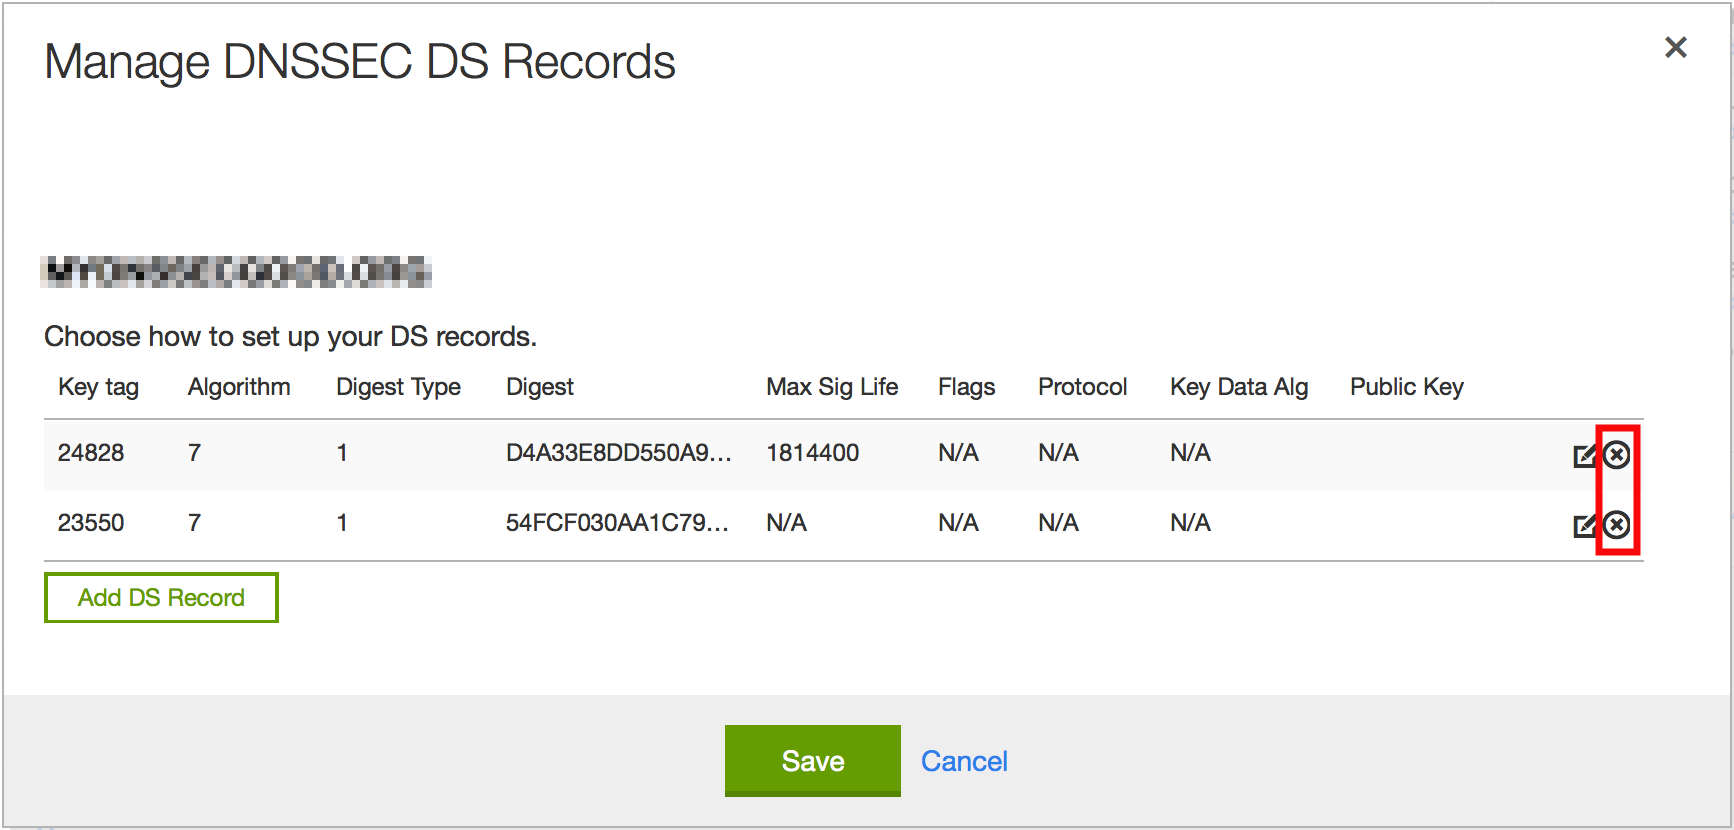 Manage DNSSEC DS Records
Choose how to set up your DS records.
Key tag Algorithm Digest Type Digest Max Sig Life Flags Protocol Key Data Alg Public Key
24828 7 1 D4A33E8DD550A9... 1814400 N/A N/A N/A
23550 7 1 54FCF030AA1C79... N/A N/A N/A N/A
Add DS Record
Save Cancel